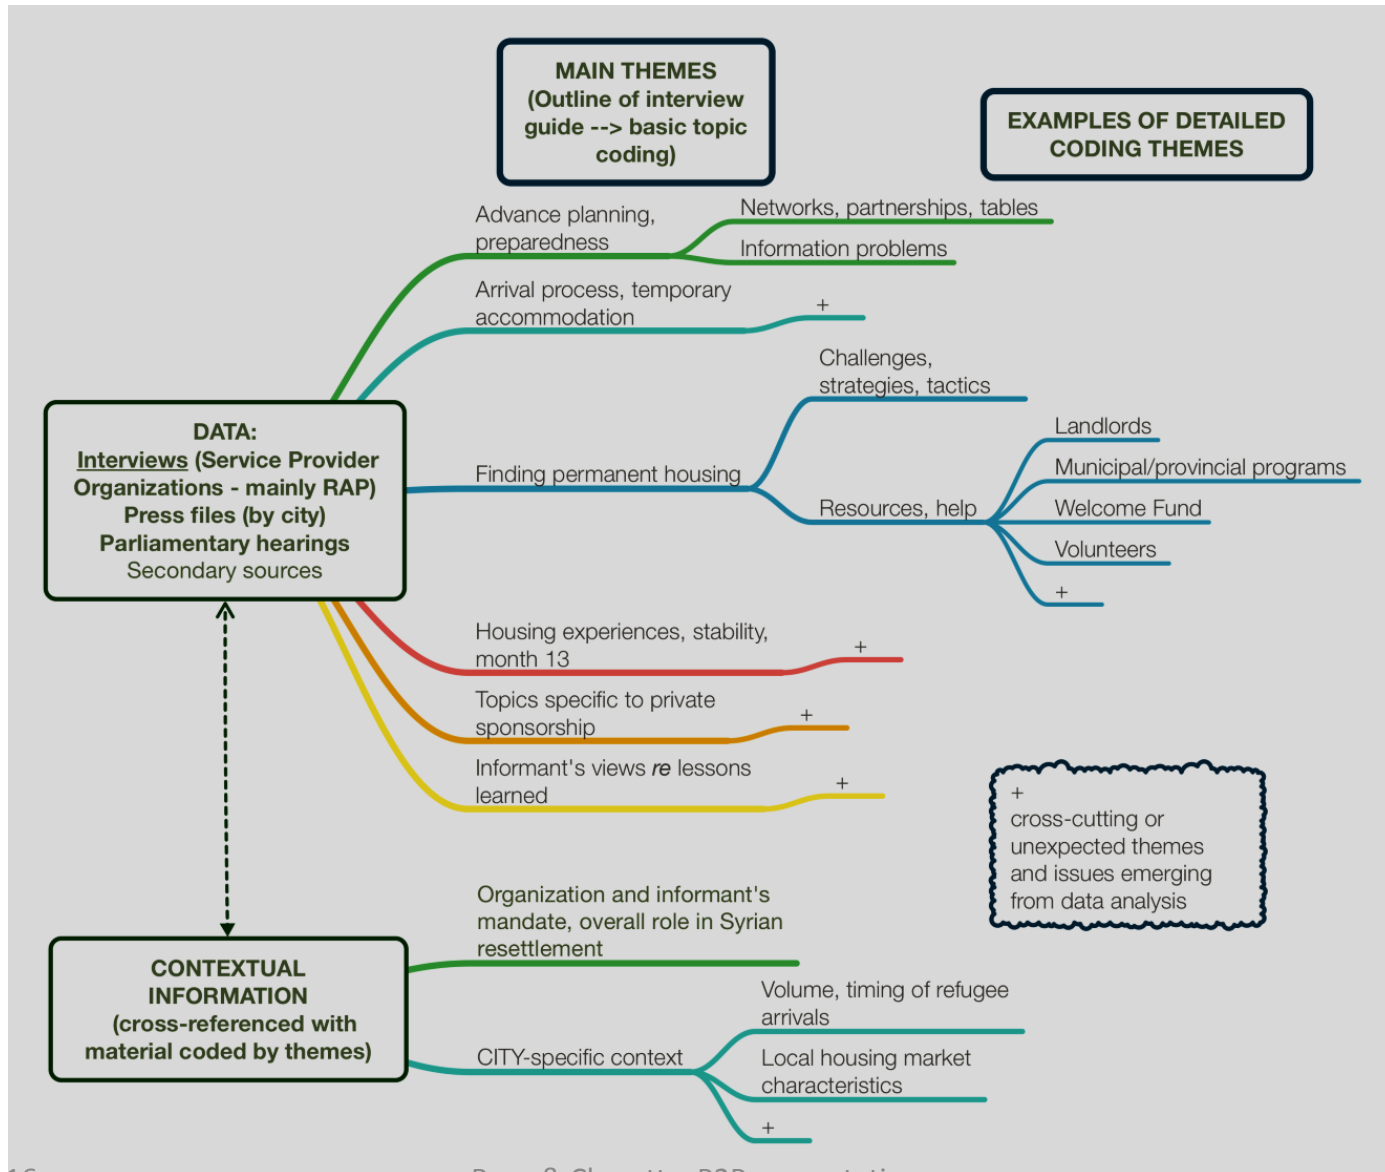 MAIN THEMES
(Outline of interview
guide --> basic topic
coding)
EXAMPLES OF DETAILED
CODING THEMES
Advance planning,
preparedness
Networks, partnerships, tables
Information problems
Arrival process, temporary
accommodation
+
DATA:
Interviews (Service Provider
Organizations - mainly RAP)
Press files (by city)
Parliamentary hearings
Secondary sources
Finding permanent housing
Challenges,
strategies, tactics
Resources, help
Landlords
Municipal/provincial programs
Welcome Fund
Volunteers
+
Housing experiences, stability,
month 13
+
Topics specific to private
sponsorship
+
Informant's views re lessons
learned
+
+
cross-cutting or
unexpected themes
and issues emerging
from data analysis
CONTEXTUAL
INFORMATION
(cross-referenced with
material coded by themes)
Organization and informant's
mandate, overall role in Syrian
resettlement
CITY-specific context
Volume, timing of refugee
arrivals
Local housing market
characteristics
+